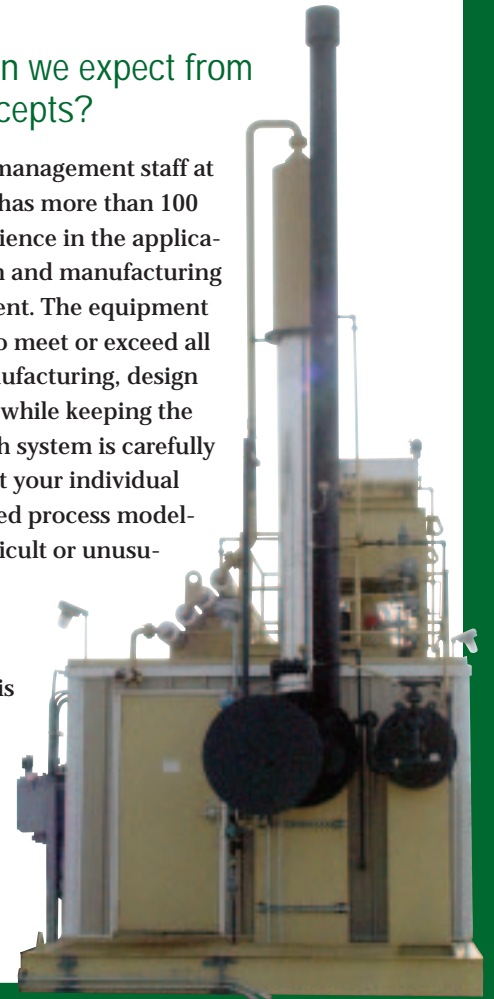 n we expect from
cepts?
management staff at
has more than 100
ience in the applica-
n and manufacturing
ent. The equipment
o meet or exceed all
ufacturing, design
while keeping the
h system is carefully
t your individual
ed process model-
icult or unusu-
is